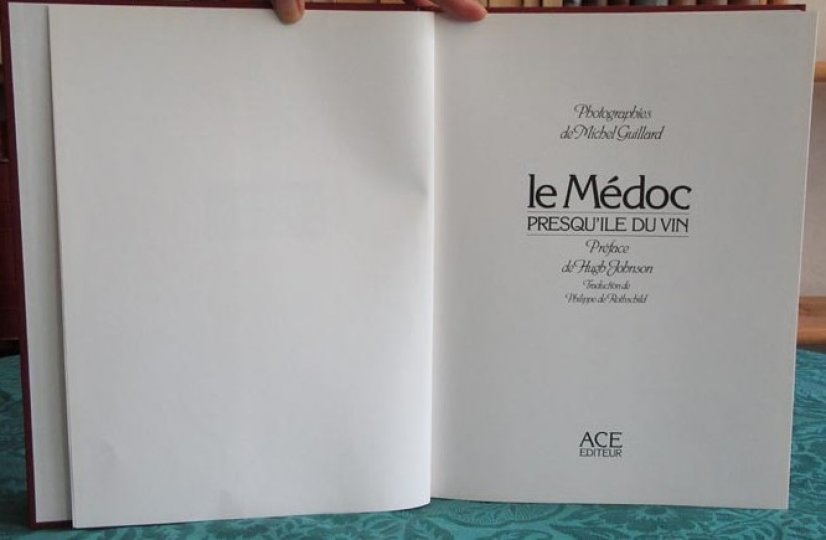 Photographies
de Michel Guillard
le Médoc
PRESQU'ILE DU VIN
Préface
de Hugh Johnson
Traduction de
Philippe de Rothschild
ACE
EDITEUR